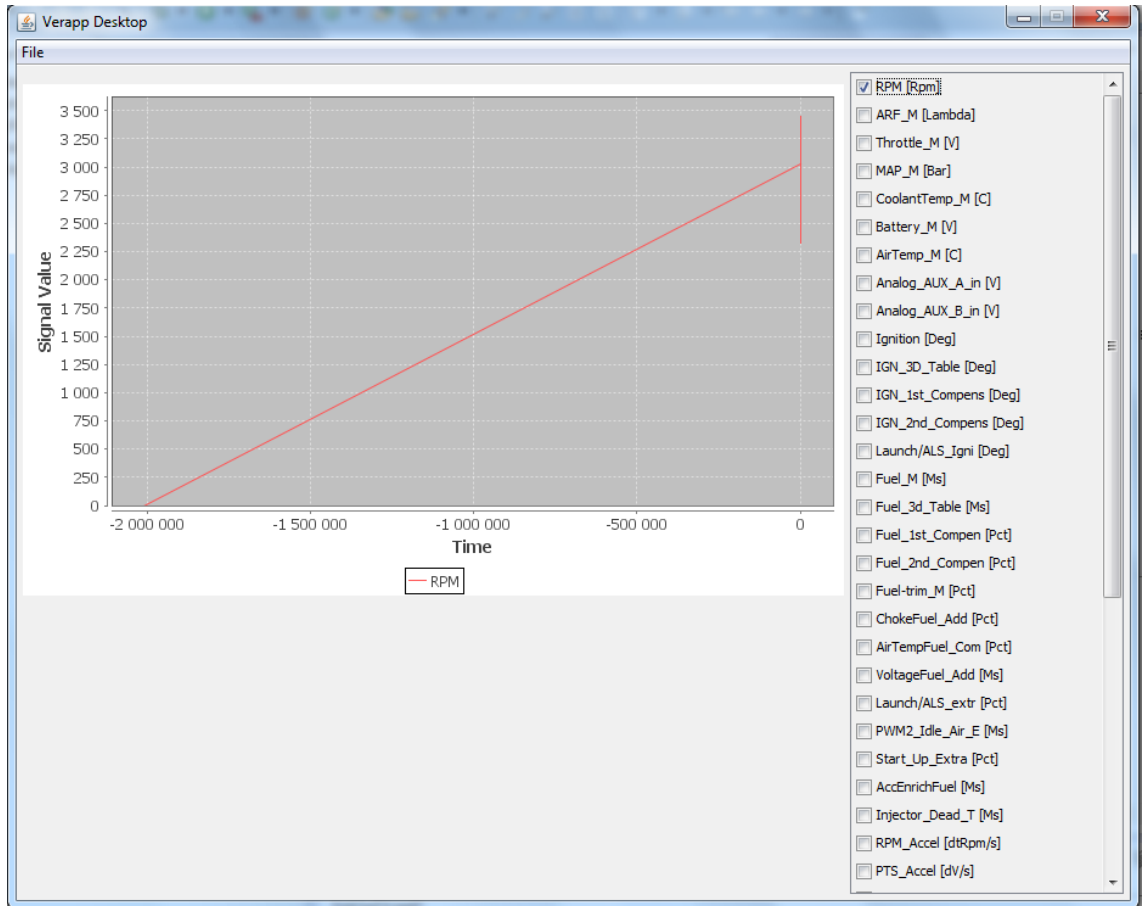 Verapp Desktop
File
3 500
3 250
3 000
2 750
2 500
2 250
2 000
1 750
1 500
1 250
1 000
750
500
250
0
Signal Value
-2 000 000
-1 500 000
-1 000 000
-500 000
0
Time
RPM
RPM [Rpm]
ARF_M [Lambda]
Throttle_M [V]
MAP_M [Bar]
CoolantTemp_M [C]
Battery_M [V]
AirTemp_M [C]
Analog_AUX_A_in [V]
Analog_AUX_B_in [V]
Ignition [Deg]
IGN_3D_Table [Deg]
IGN_1st_Compens [Deg]
IGN_2nd_Compens [Deg]
Launch/ALS_Igni [Deg]
Fuel_M [Ms]
Fuel_3d_Table [Ms]
Fuel_1st_Compen [Pct]
Fuel_2nd_Compen [Pct]
Fuel-trim_M [Pct]
ChokeFuel_Add [Pct]
AirTempFuel_Com [Pct]
VoltageFuel_Add [Ms]
Launch/ALS_extr [Pct]
PWM2_Idle_Air_E [Ms]
Start_Up_Extra [Pct]
AccEnrichFuel [Ms]
Injector_Dead_T [Ms]
RPM_Accel [dtRpm/s]
PTS_Accel [dV/s]